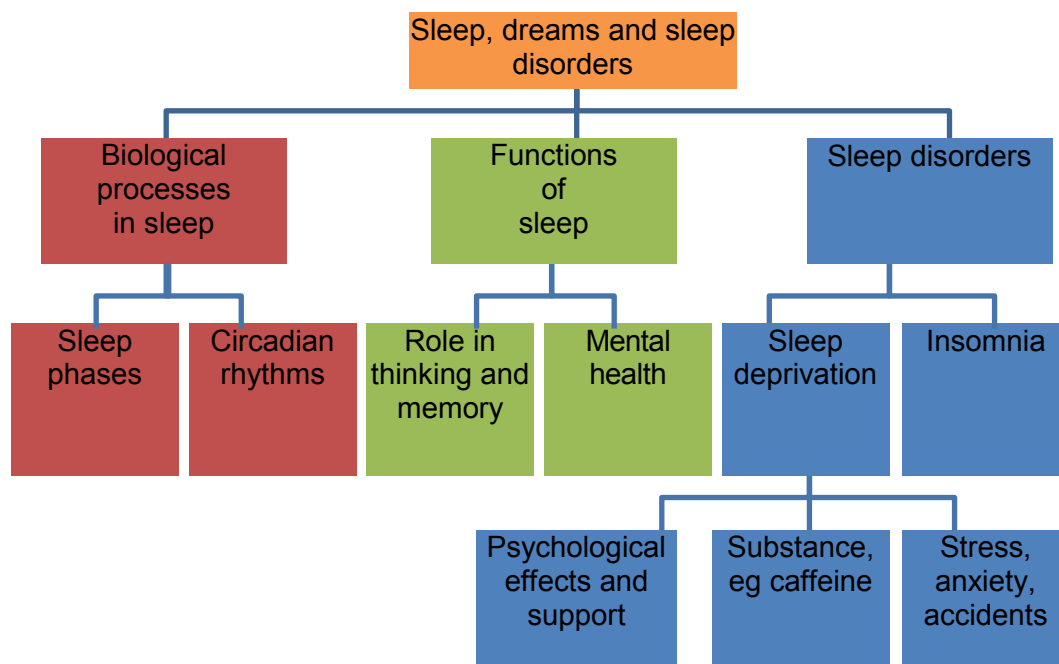 Sleep, dreams and sleep
disorders
Biological
processes
in sleep
Functions
of
sleep
Sleep disorders
Sleep
phases
Circadian
rhythms
Role in
thinking and
memory
Mental
health
Sleep
deprivation
Insomnia
Psychological
effects and
support
Substance,
eg caffeine
Stress,
anxiety,
accidents